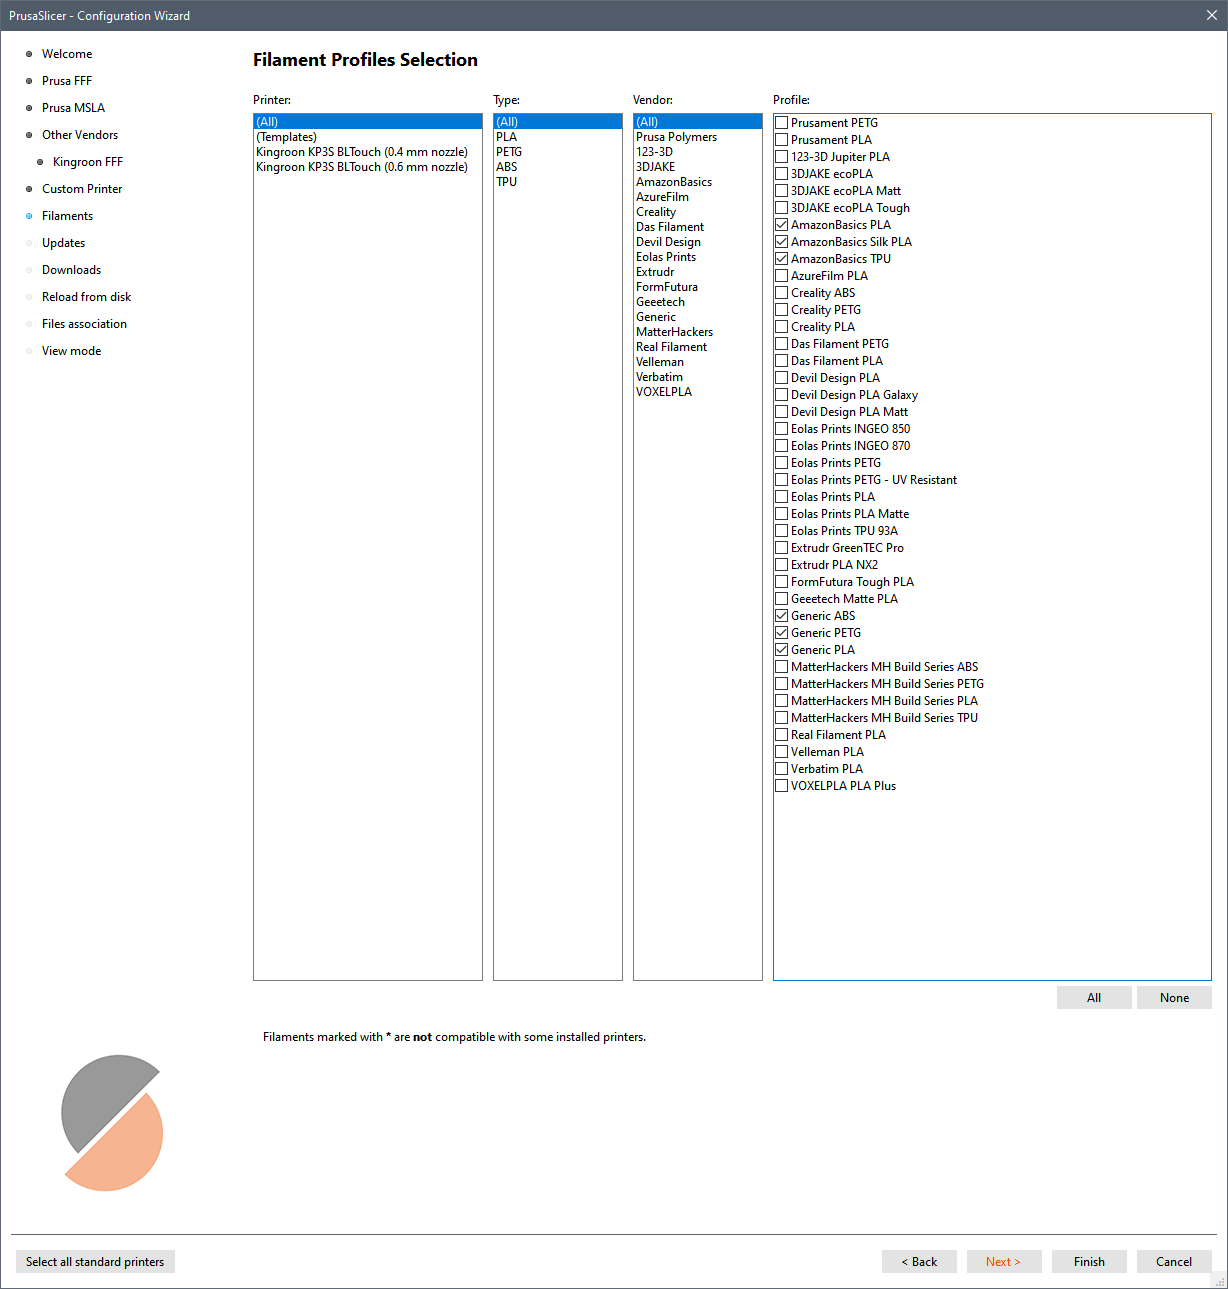 PrusaSlicer - Configuration Wizard
Welcome
Prusa FFF
Prusa MSLA
Other Vendors
Kingroon FFF
Custom Printer
Filaments
Updates
Downloads
Reload from disk
Files association
View mode
Filament Profiles Selection
Printer:
(All)
(Templates)
Kingroon KP3S BLTouch (0.4 mm nozzle)
Kingroon KP3S BLTouch (0.6 mm nozzle)
Type:
(All)
PLA
PETG
ABS
TPU
Vendor:
(All)
Prusa Polymers
123-3D
3DJAKE
AmazonBasics
AzureFilm
Creality
Das Filament
Devil Design
Eolas Prints
Extrudr
FormFutura
Geeetech
Generic
MatterHackers
Real Filament
Velleman
Verbatim
VOXELPLA
Profile:
Prusament PETG
Prusament PLA
123-3D Jupiter PLA
3DJAKE ecoPLA
3DJAKE ecoPLA Matt
3DJAKE ecoPLA Tough
AmazonBasics PLA
AmazonBasics Silk PLA
AmazonBasics TPU
AzureFilm PLA
Creality ABS
Creality PETG
Creality PLA
Das Filament PETG
Das Filament PLA
Devil Design PLA
Devil Design PLA Galaxy
Devil Design PLA Matt
Eolas Prints INGEO 850
Eolas Prints INGEO 870
Eolas Prints PETG
Eolas Prints PETG - UV Resistant
Eolas Prints PLA
Eolas Prints PLA Matte
Eolas Prints TPU 93A
Extrudr GreenTEC Pro
Extrudr PLA NX2
FormFutura Tough PLA
Geeetech Matte PLA
Generic ABS
Generic PETG
Generic PLA
MatterHackers MH Build Series ABS
MatterHackers MH Build Series PETG
MatterHackers MH Build Series PLA
MatterHackers MH Build Series TPU
Real Filament PLA
Velleman PLA
Verbatim PLA
VOXELPLA PLA Plus
All
None
Filaments marked with * are not compatible with some installed printers.
Select all standard printers
< Back
Next >
Finish
Cancel